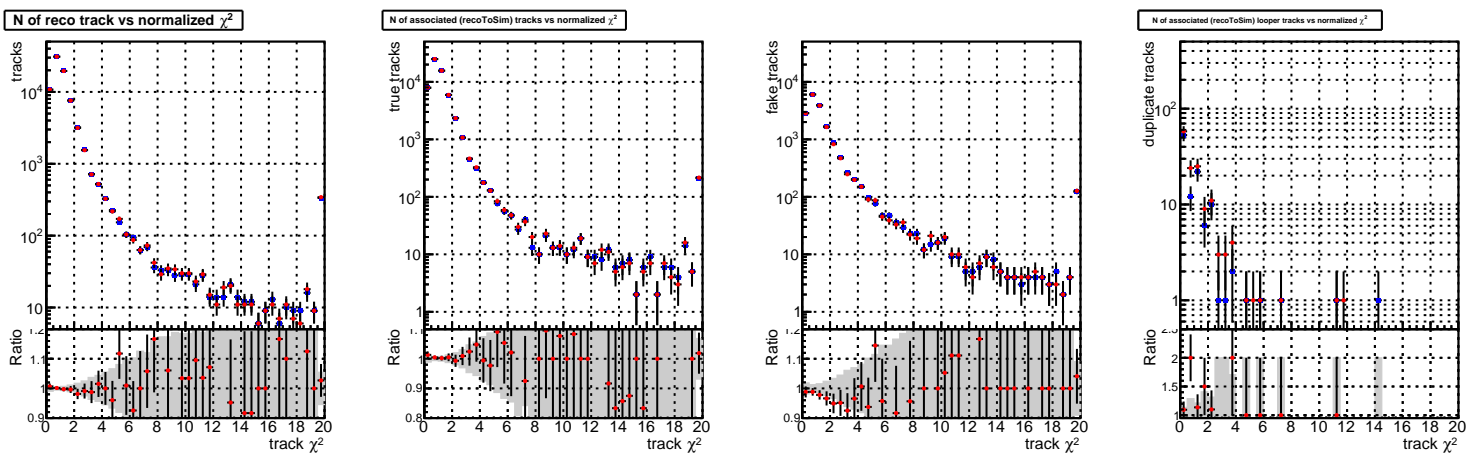 N of reco track vs normalized χ²
tracks
10⁴
10³
10²
10
Ratio
1.2
1.1
1
0.9
0 2 4 6 8 10 12 14 16 18 20
track χ²
N of associated (recoToSim) tracks vs normalized χ²
true tracks
10⁴
10³
10²
10
1
Ratio
1.1
1
0.9
0.8
0 2 4 6 8 10 12 14 16 18 20
track χ²
fake tracks
10⁴
10³
10²
10
1
Ratio
1.2
1.1
1
0.9
0 2 4 6 8 10 12 14 16 18 20
track χ²
N of associated (recoToSim) looper tracks vs normalized χ²
duplicate tracks
10²
10
1
Ratio
2.5
2
1.5
1
0 2 4 6 8 10 12 14 16 18 20
track χ²